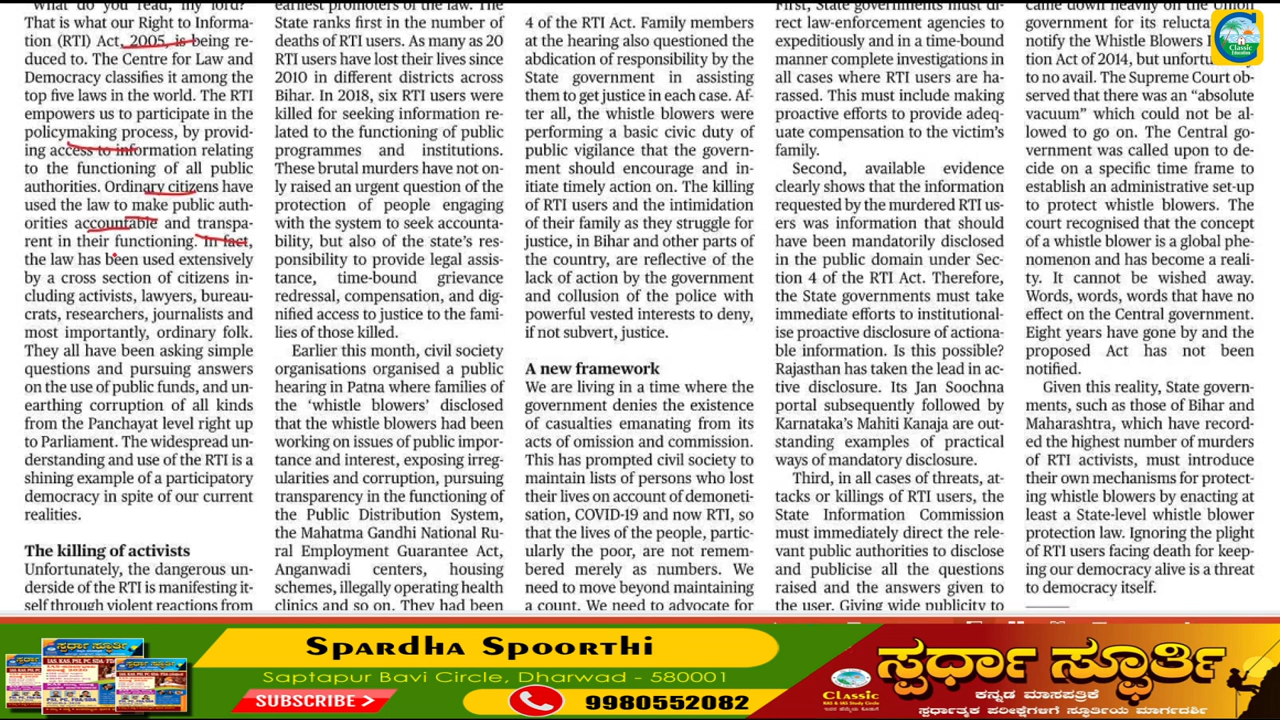 "What do you read, my lord?"
That is what our Right to Informa-
tion (RTI) Act, 2005, is being re-
duced to. The Centre for Law and
Democracy classifies it among the
top five laws in the world. The RTI
empowers us to participate in the
policymaking process, by provid-
ing access to information relating
to the functioning of all public
authorities. Ordinary citizens have
used the law to make public auth-
orities accountable and transpa-
rent in their functioning. In fact,
the law has been used extensively
by a cross section of citizens in-
cluding activists, lawyers, bureau-
crats, researchers, journalists and
most importantly, ordinary folk.
They all have been asking simple
questions and pursuing answers
on the use of public funds, and un-
earthing corruption of all kinds
from the Panchayat level right up
to Parliament. The widespread un-
derstanding and use of the RTI is a
shining example of a participatory
democracy in spite of our current
realities.
The killing of activists
Unfortunately, the dangerous un-
derside of the RTI is manifesting it-
self through violent reactions from
earliest promoters of the law. The
State ranks first in the number of
deaths of RTI users. As many as 20
RTI users have lost their lives since
2010 in different districts across
Bihar. In 2018, six RTI users were
killed for seeking information re-
lated to the functioning of public
programmes and institutions.
These brutal murders have not on-
ly raised an urgent question of the
protection of people engaging
with the system to seek accounta-
bility, but also of the state's res-
ponsibility to provide legal assis-
tance, time-bound grievance
redressal, compensation, and dig-
nified access to justice to the fami-
lies of those killed.
Earlier this month, civil society
organisations organised a public
hearing in Patna where families of
the 'whistle blowers' disclosed
that the whistle blowers had been
working on issues of public impor-
tance and interest, exposing irreg-
ularities and corruption, pursuing
transparency in the functioning of
the Public Distribution System,
the Mahatma Gandhi National Ru-
ral Employment Guarantee Act,
Anganwadi centers, housing
schemes, illegally operating health
clinics and so on. They had been
4 of the RTI Act. Family members
at the hearing also questioned the
abdication of responsibility by the
State government in assisting
them to get justice in each case. Af-
ter all, the whistle blowers were
performing a basic civic duty of
public vigilance that the govern-
ment should encourage and in-
itiate timely action on. The killing
of RTI users and the intimidation
of their family as they struggle for
justice, in Bihar and other parts of
the country, are reflective of the
lack of action by the government
and collusion of the police with
powerful vested interests to deny,
if not subvert, justice.
A new framework
We are living in a time where the
government denies the existence
of casualties emanating from its
acts of omission and commission.
This has prompted civil society to
maintain lists of persons who lost
their lives on account of demoneti-
sation, COVID-19 and now RTI, so
that the lives of the people, partic-
ularly the poor, are not remem-
bered merely as numbers. We
need to move beyond maintaining
a count. We need to advocate for
First, State governments must di-
rect law-enforcement agencies to
expeditiously and in a time-bound
manner complete investigations in
all cases where RTI users are ha-
rassed. This must include making
proactive efforts to provide adeq-
uate compensation to the victim's
family.
Second, available evidence
clearly shows that the information
requested by the murdered RTI us-
ers was information that should
have been mandatorily disclosed
in the public domain under Sec-
tion 4 of the RTI Act. Therefore,
the State governments must take
immediate efforts to institutional-
ise proactive disclosure of actiona-
ble information. Is this possible?
Rajasthan has taken the lead in ac-
tive disclosure. Its Jan Soochna
portal subsequently followed by
Karnataka's Mahiti Kanaja are out-
standing examples of practical
ways of mandatory disclosure.
Third, in all cases of threats, at-
tacks or killings of RTI users, the
State Information Commission
must immediately direct the rele-
vant public authorities to disclose
and publicise all the questions
raised and the answers given to
the user. Giving wide publicity to
came down heavily on the Union
government for its relucta
notify the Whistle Blowers
tion Act of 2014, but unfortu
to no avail. The Supreme Court ob-
served that there was an "absolute
vacuum" which could not be al-
lowed to go on. The Central go-
vernment was called upon to de-
cide on a specific time frame to
establish an administrative set-up
to protect whistle blowers. The
court recognised that the concept
of a whistle blower is a global phe-
nomenon and has become a reali-
ty. It cannot be wished away.
Words, words, words that have no
effect on the Central government.
Eight years have gone by and the
proposed Act has not been
notified.
Given this reality, State govern-
ments, such as those of Bihar and
Maharashtra, which have record-
ed the highest number of murders
of RTI activists, must introduce
their own mechanisms for protect-
ing whistle blowers by enacting at
least a State-level whistle blower
protection law. Ignoring the plight
of RTI users facing death for keep-
ing our democracy alive is a threat
to democracy itself.
Classic
Education
Spardha Spoorthi
Saptapur Bavi Circle, Dharwad - 580001
SUBSCRIBE
9980552082
ಸ್ಪರ್ಧಾ ಸ್ಫೂರ್ತಿ
ಕನ್ನಡ ಮಾಸಪತ್ರಿಕೆ
ಸ್ಪರ್ಧಾತ್ಮಕ ಪರೀಕ್ಷೆಗಳಿಗೆ ಸ್ಫೂರ್ತಿಯ ಮಾರ್ಗದರ್ಶಿ
Classic
KAS & IAS Study Circle